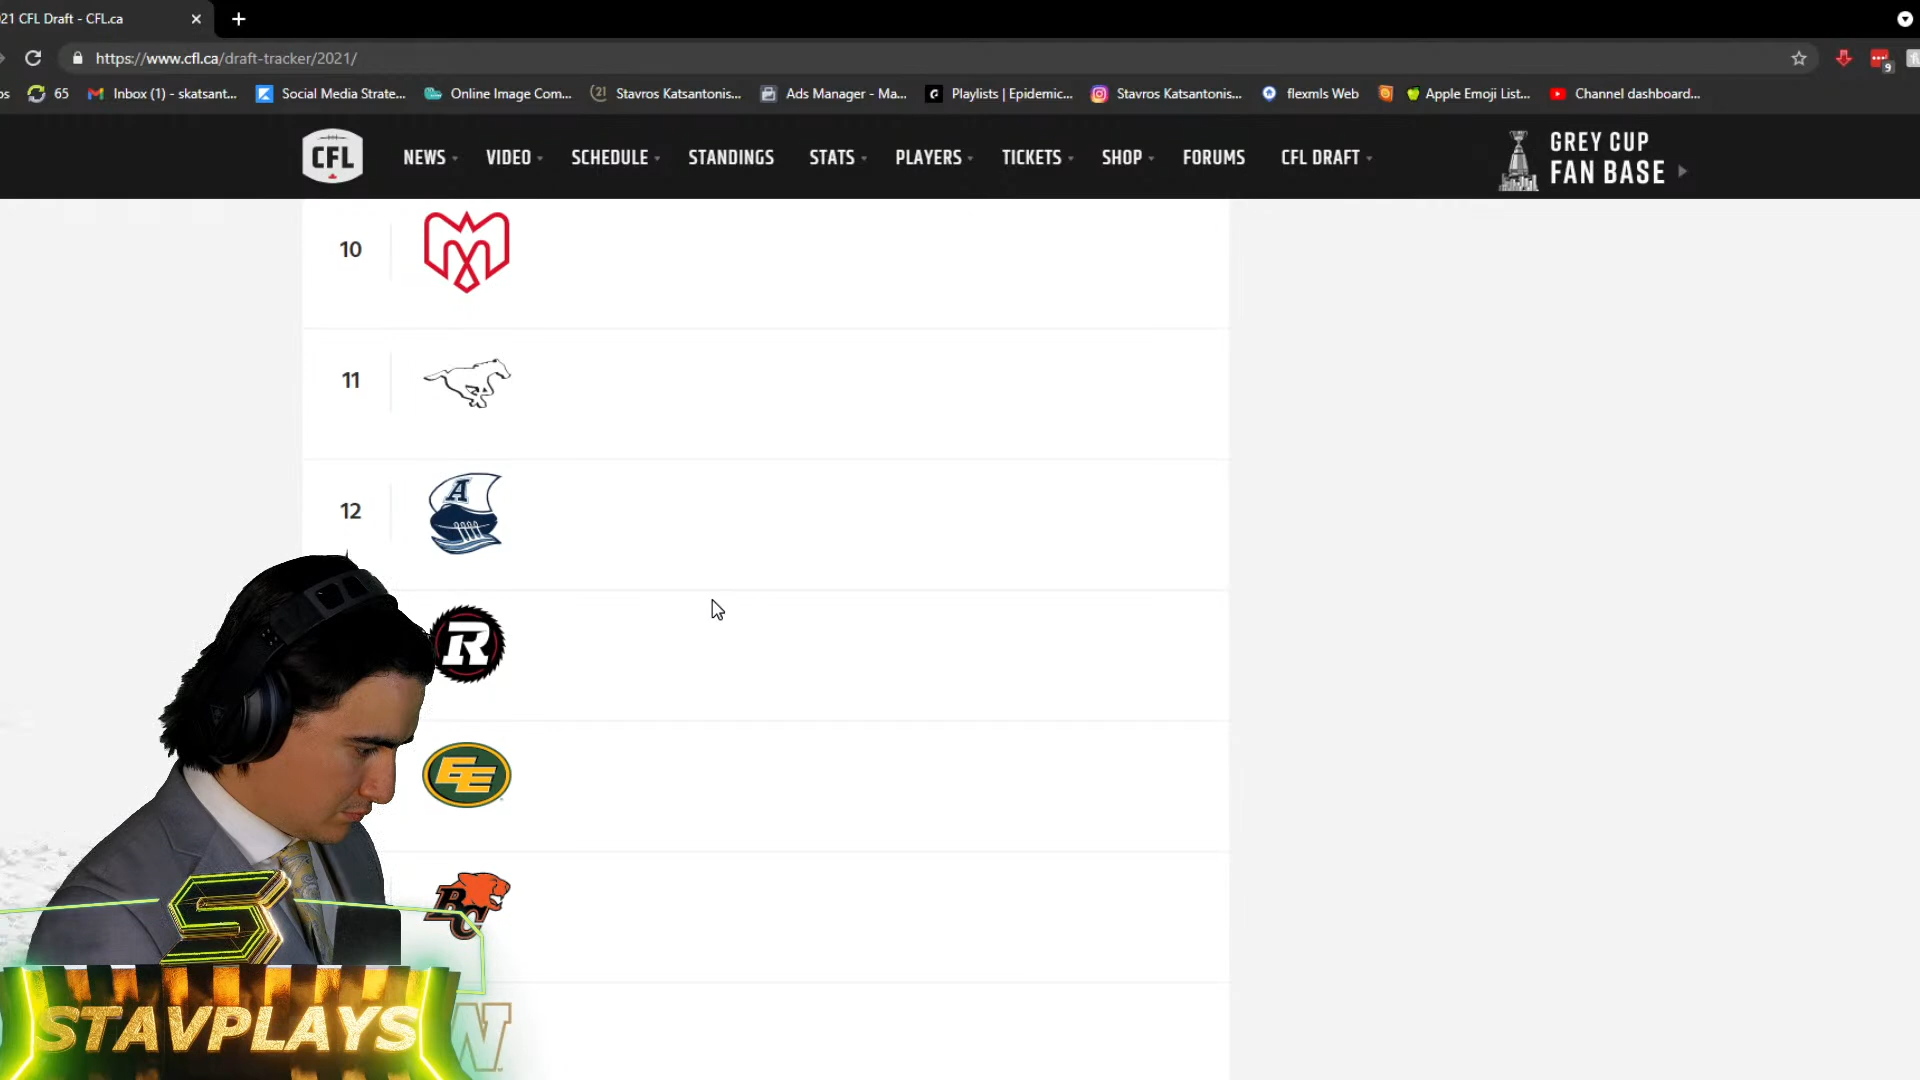 21 CFL Draft - CFL.ca
https://www.cfl.ca/draft-tracker/2021/
65 Inbox (1) - skatsant... Social Media Strate... Online Image Com... Stavros Katsantonis... Ads Manager - Ma... Playlists | Epidemic... Stavros Katsantonis... flexmls Web Apple Emoji List... Channel dashboard...
9
CFL NEWS VIDEO SCHEDULE STANDINGS STATS PLAYERS TICKETS SHOP FORUMS CFL DRAFT
GREY CUP
FAN BASE
10
11
12 A
R
EE
BC
S
STAVPLAYS
W